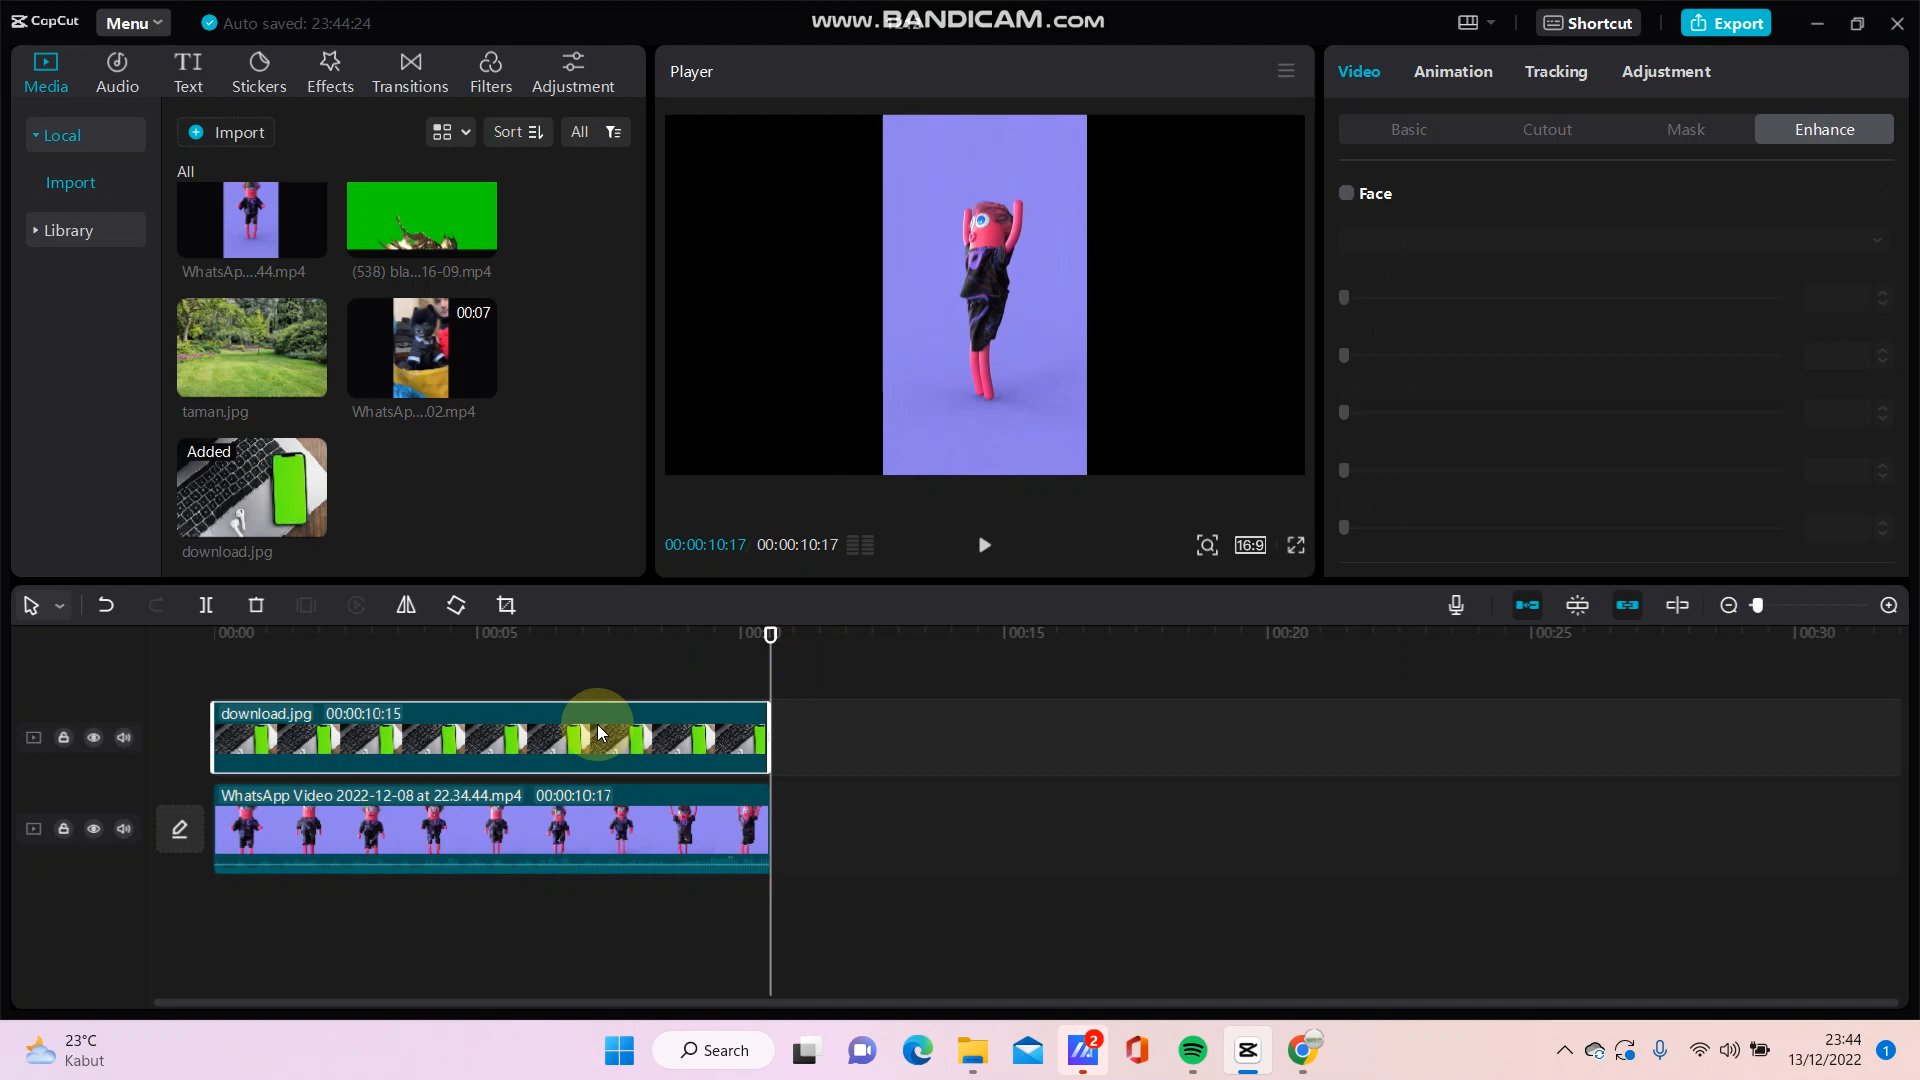 CapCut
Menu
Auto saved: 23:44:24
www.BANDICAM.com
Shortcut
Export
Media
Audio
Text
Stickers
Effects
Transitions
Filters
Adjustment
Player
Video
Animation
Tracking
Adjustment
Local
Import
Library
Import
Sort
All
All
WhatsAp....44.mp4
(538) bla...16-09.mp4
00:07
taman.jpg
WhatsAp....02.mp4
Added
download.jpg
00:00:10:17
00:00:10:17
16:9
Basic
Cutout
Mask
Enhance
Face
00:00
00:05
00:15
00:20
00:25
00:30
download.jpg 00:00:10:15
WhatsApp Video 2022-12-08 at 22.34.44.mp4 00:00:10:17
23°C
Kabut
Search
2
23:44
13/12/2022
1